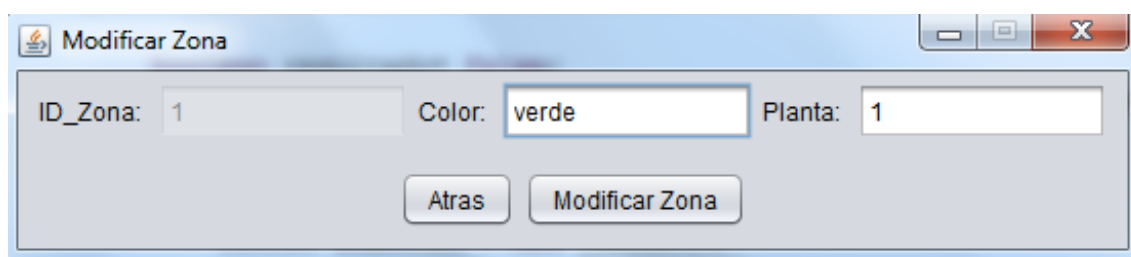 Modificar Zona
ID_Zona: 1 Color: verde Planta: 1
Atras Modificar Zona